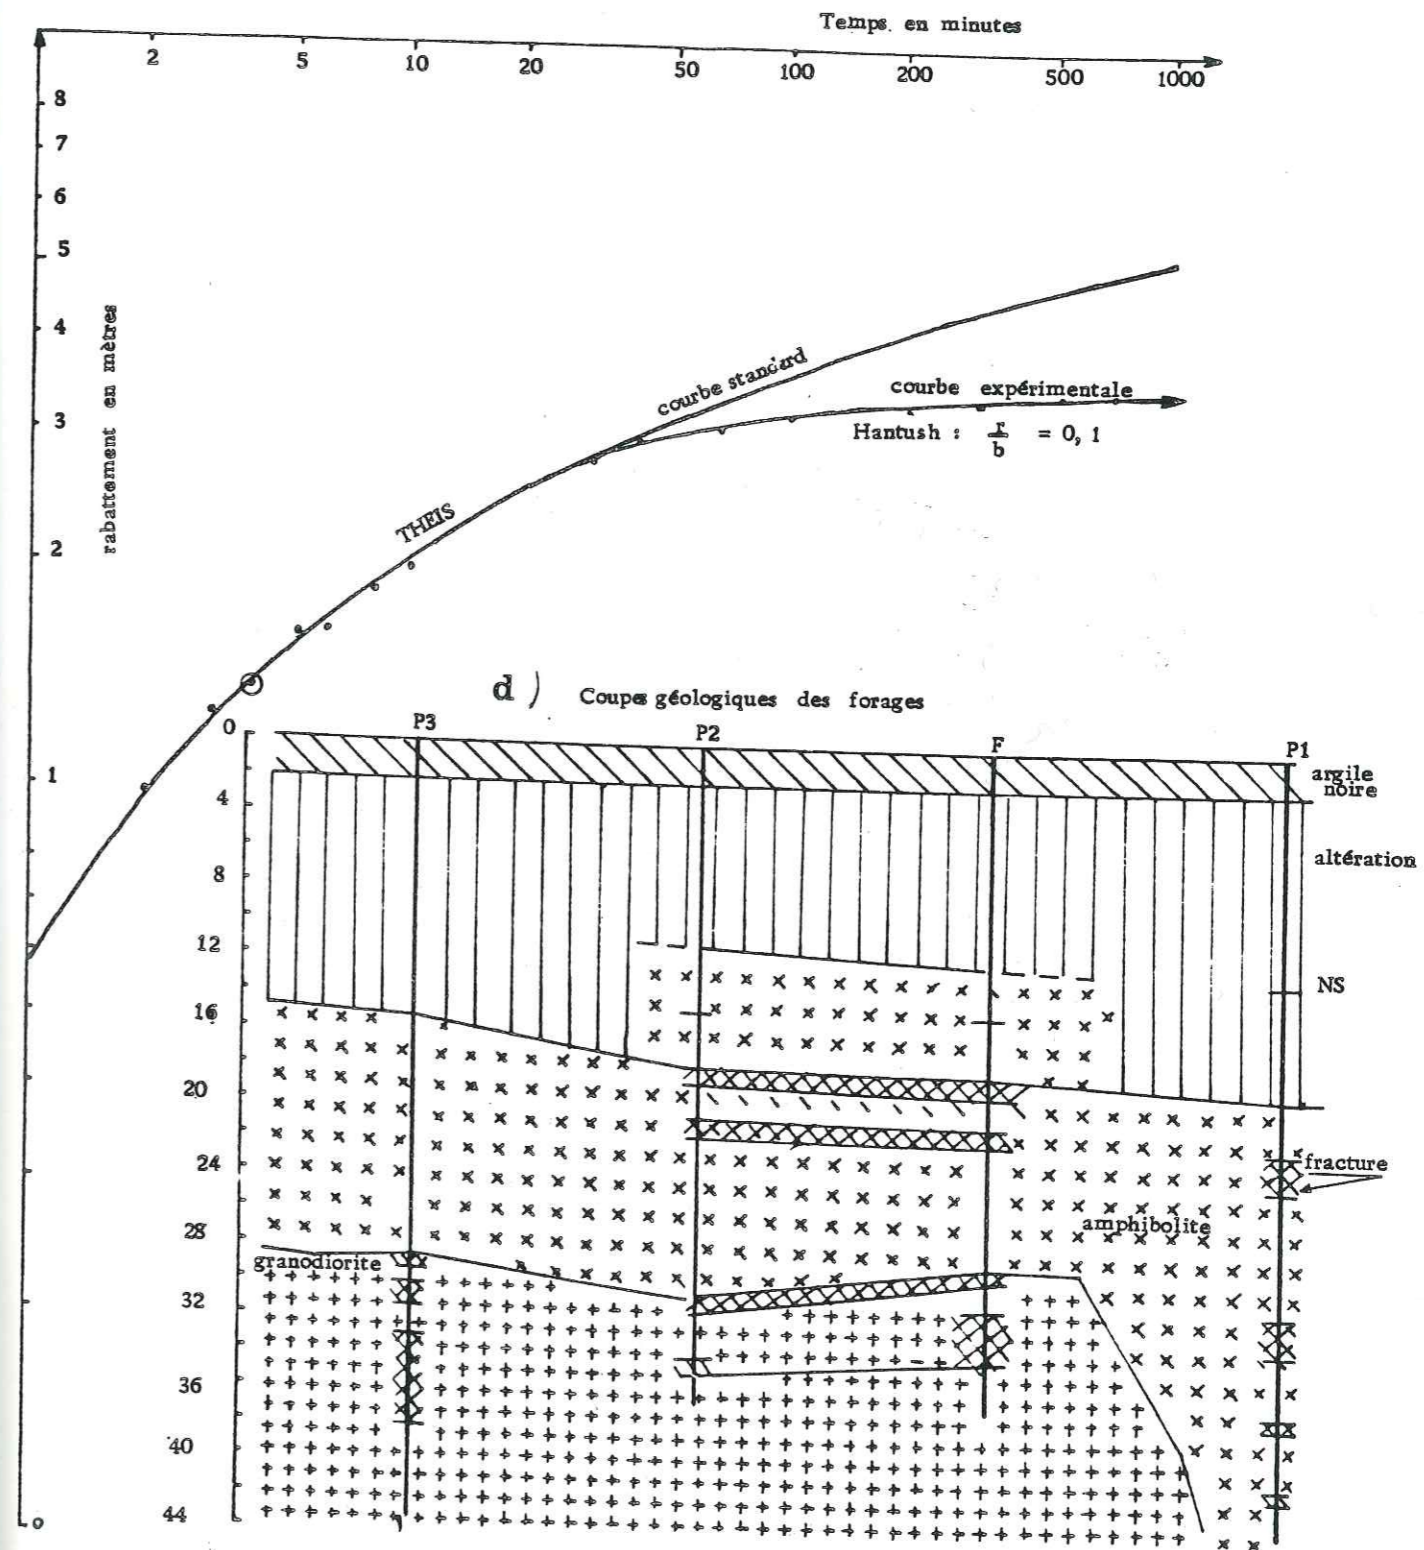 Temps. en minutes
2 5 10 20 50 100 200 500 1000
8
7
6
5
4
3
2
1
0
rabattement en mètres
courbe standard
courbe expérimentale
Hantush : r/b = 0,1
THEIS
d ) Coupes géologiques des forages
P3 P2 F P1
0
4
8
12
16
20
24
28
32
36
40
44
argile
noire
altération
NS
fracture
amphibolite
granodiorite